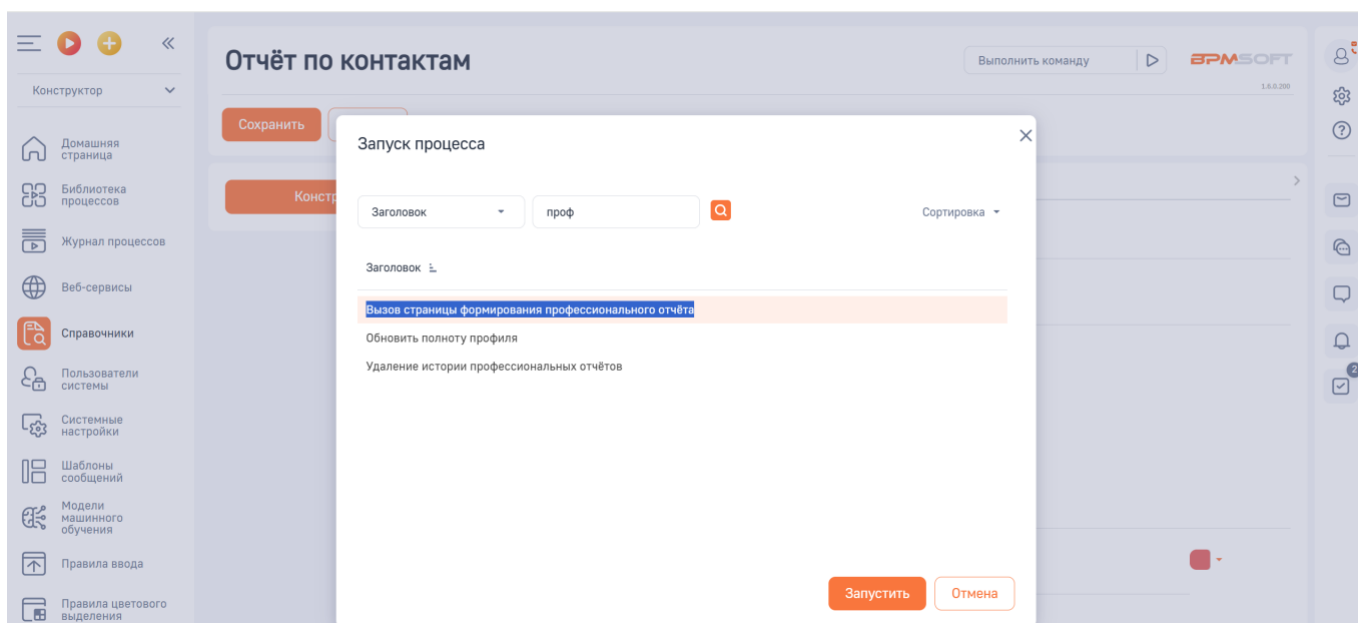 Отчёт по контактам
Выполнить команду
BPMSOFT
1.6.0.200
Конструктор
Сохранить
Домашняя
страница
Библиотека
процессов
Журнал процессов
Веб-сервисы
Справочники
Пользователи
системы
Системные
настройки
Шаблоны
сообщений
Модели
машинного
обучения
Правила ввода
Правила цветового
выделения
Констр
Запуск процесса
Заголовок
проф
Сортировка
Заголовок
Вызов страницы формирования профессионального отчёта
Обновить полноту профиля
Удаление истории профессиональных отчётов
Запустить
Отмена
2